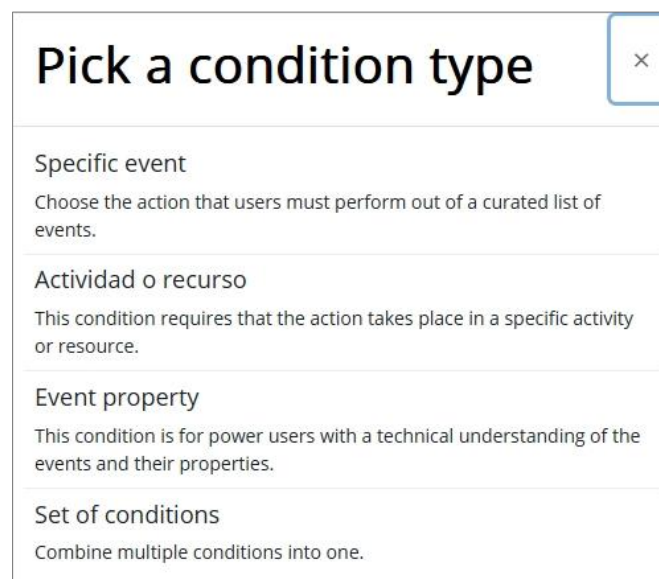 Pick a condition type
×
Specific event
Choose the action that users must perform out of a curated list of
events.
Actividad o recurso
This condition requires that the action takes place in a specific activity
or resource.
Event property
This condition is for power users with a technical understanding of the
events and their properties.
Set of conditions
Combine multiple conditions into one.